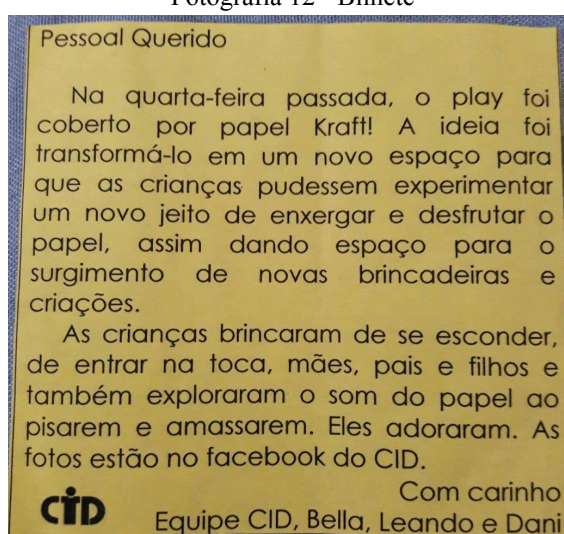 Fotografia 12 - Bilhete
Pessoal Querido
Na quarta-feira passada, o play foi
coberto por papel Kraft! A ideia foi
transformá-lo em um novo espaço para
que as crianças pudessem experimentar
um novo jeito de enxergar e desfrutar o
papel, assim dando espaço para o
surgimento de novas brincadeiras e
criações.
As crianças brincaram de se esconder,
de entrar na toca, mães, pais e filhos e
também exploraram o som do papel ao
pisarem e amassarem. Eles adoraram. As
fotos estão no facebook do CID.
Com carinho
CID
Equipe CID, Bella, Leando e Dani